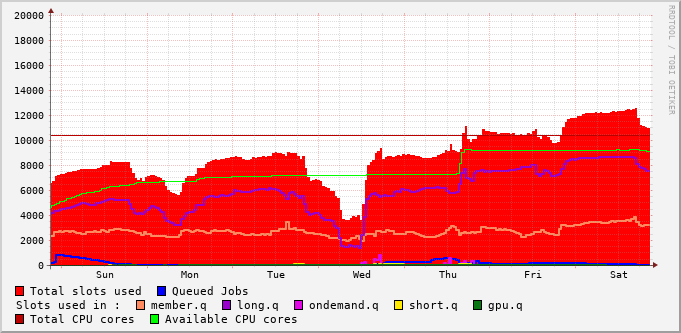 20000
18000
16000
14000
12000
10000
8000
6000
4000
2000
0
Sun Mon Tue Wed Thu Fri Sat
Total slots used Queued Jobs
Slots used in : member.q long.q ondemand.q short.q gpu.q
Total CPU cores Available CPU cores
RRDTOOL / TOBI OETIKER